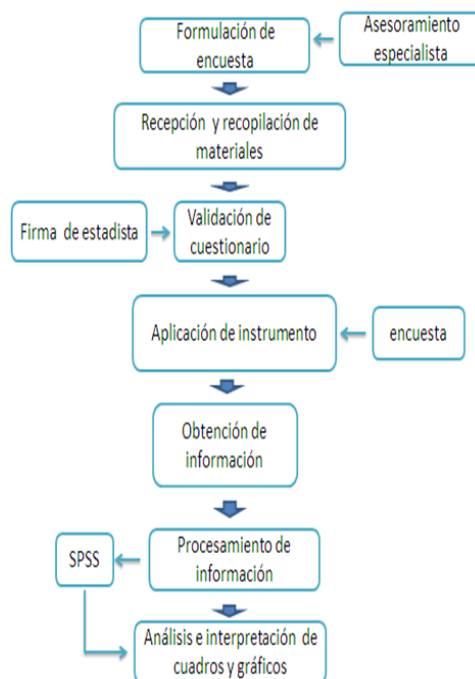 Formulación de
encuesta
Asesoramiento
especialista
Recepción y recopilación de
materiales
Firma de estadista
Validación de
cuestionario
Aplicación de instrumento
encuesta
Obtención de
información
SPSS
Procesamiento de
información
Análisis e interpretación de
cuadros y gráficos